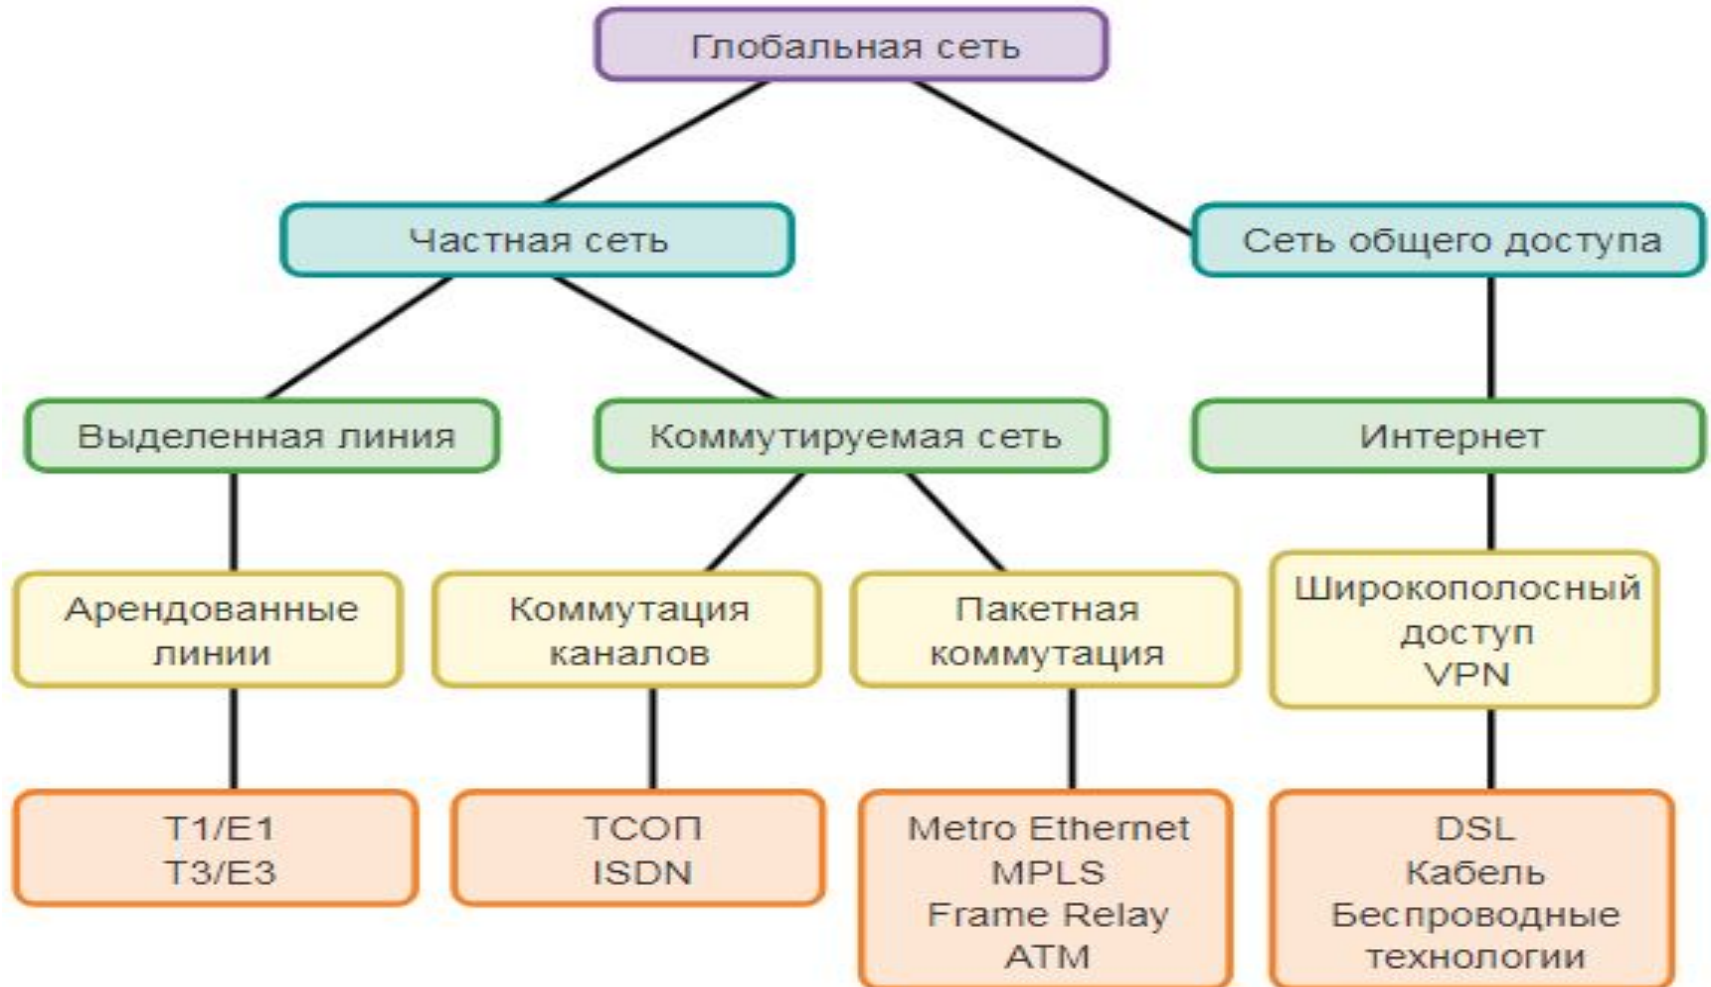 Глобальная сеть
Частная сеть
Сеть общего доступа
Выделенная линия
Коммутируемая сеть
Интернет
Арендованные
линии
Коммутация
каналов
Пакетная
коммутация
Широкополосный
доступ
VPN
T1/E1
T3/E3
ТСОП
ISDN
Metro Ethernet
MPLS
Frame Relay
ATM
DSL
Кабель
Беспроводные
технологии